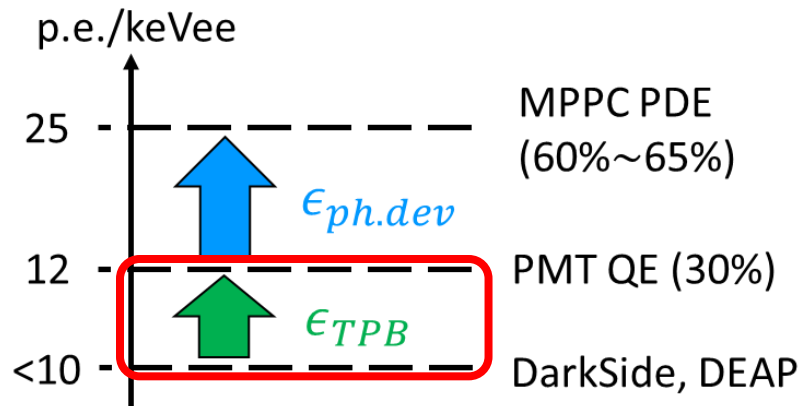 p.e./keVee
25
MPPC PDE
(60%~65%)
ϵph.dev
12
PMT QE (30%)
ϵTPB
<10
DarkSide, DEAP